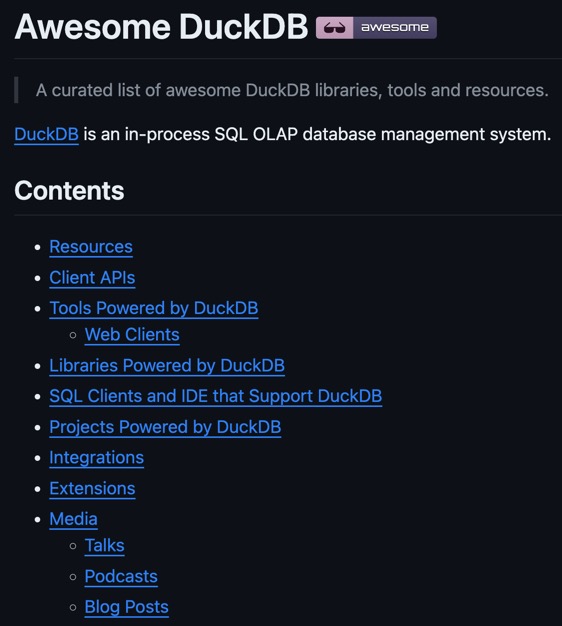 Awesome DuckDB awesome
A curated list of awesome DuckDB libraries, tools and resources.
DuckDB is an in-process SQL OLAP database management system.
Contents
Resources
Client APIs
Tools Powered by DuckDB
Web Clients
Libraries Powered by DuckDB
SQL Clients and IDE that Support DuckDB
Projects Powered by DuckDB
Integrations
Extensions
Media
Talks
Podcasts
Blog Posts